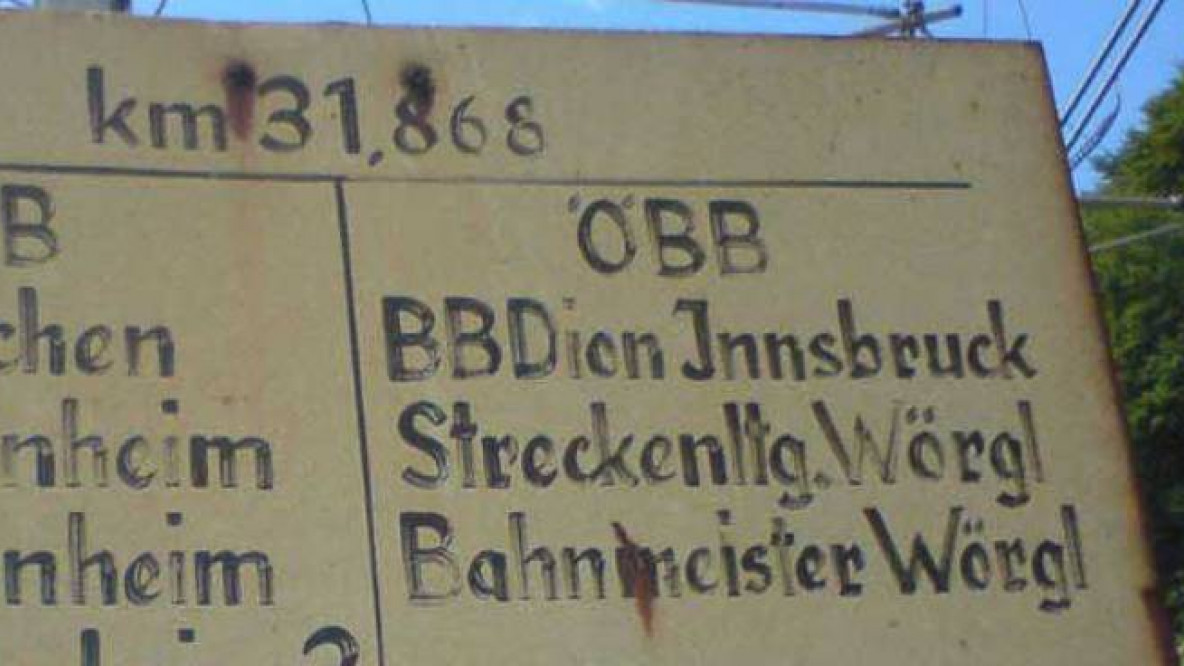 km 31,868
B ÖBB
chen BBDion Innsbruck
nheim Streckenltg. Wörgl
nheim Bahnmeister Wörgl